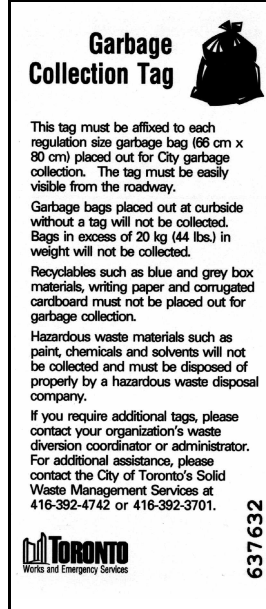 Garbage
Collection Tag
This tag must be affixed to each
regulation size garbage bag (66 cm x
80 cm) placed out for City garbage
collection. The tag must be easily
visible from the roadway.
Garbage bags placed out at curbside
without a tag will not be collected.
Bags in excess of 20 kg (44 lbs.) in
weight will not be collected.
Recyclables such as blue and grey box
materials, writing paper and corrugated
cardboard must not be placed out for
garbage collection.
Hazardous waste materials such as
paint, chemicals and solvents will not
be collected and must be disposed of
properly by a hazardous waste disposal
company.
If you require additional tags, please
contact your organization's waste
diversion coordinator or administrator.
For additional assistance, please
contact the City of Toronto's Solid
Waste Management Services at
416-392-4742 or 416-392-3701.
TORONTO
Works and Emergency Services
637632